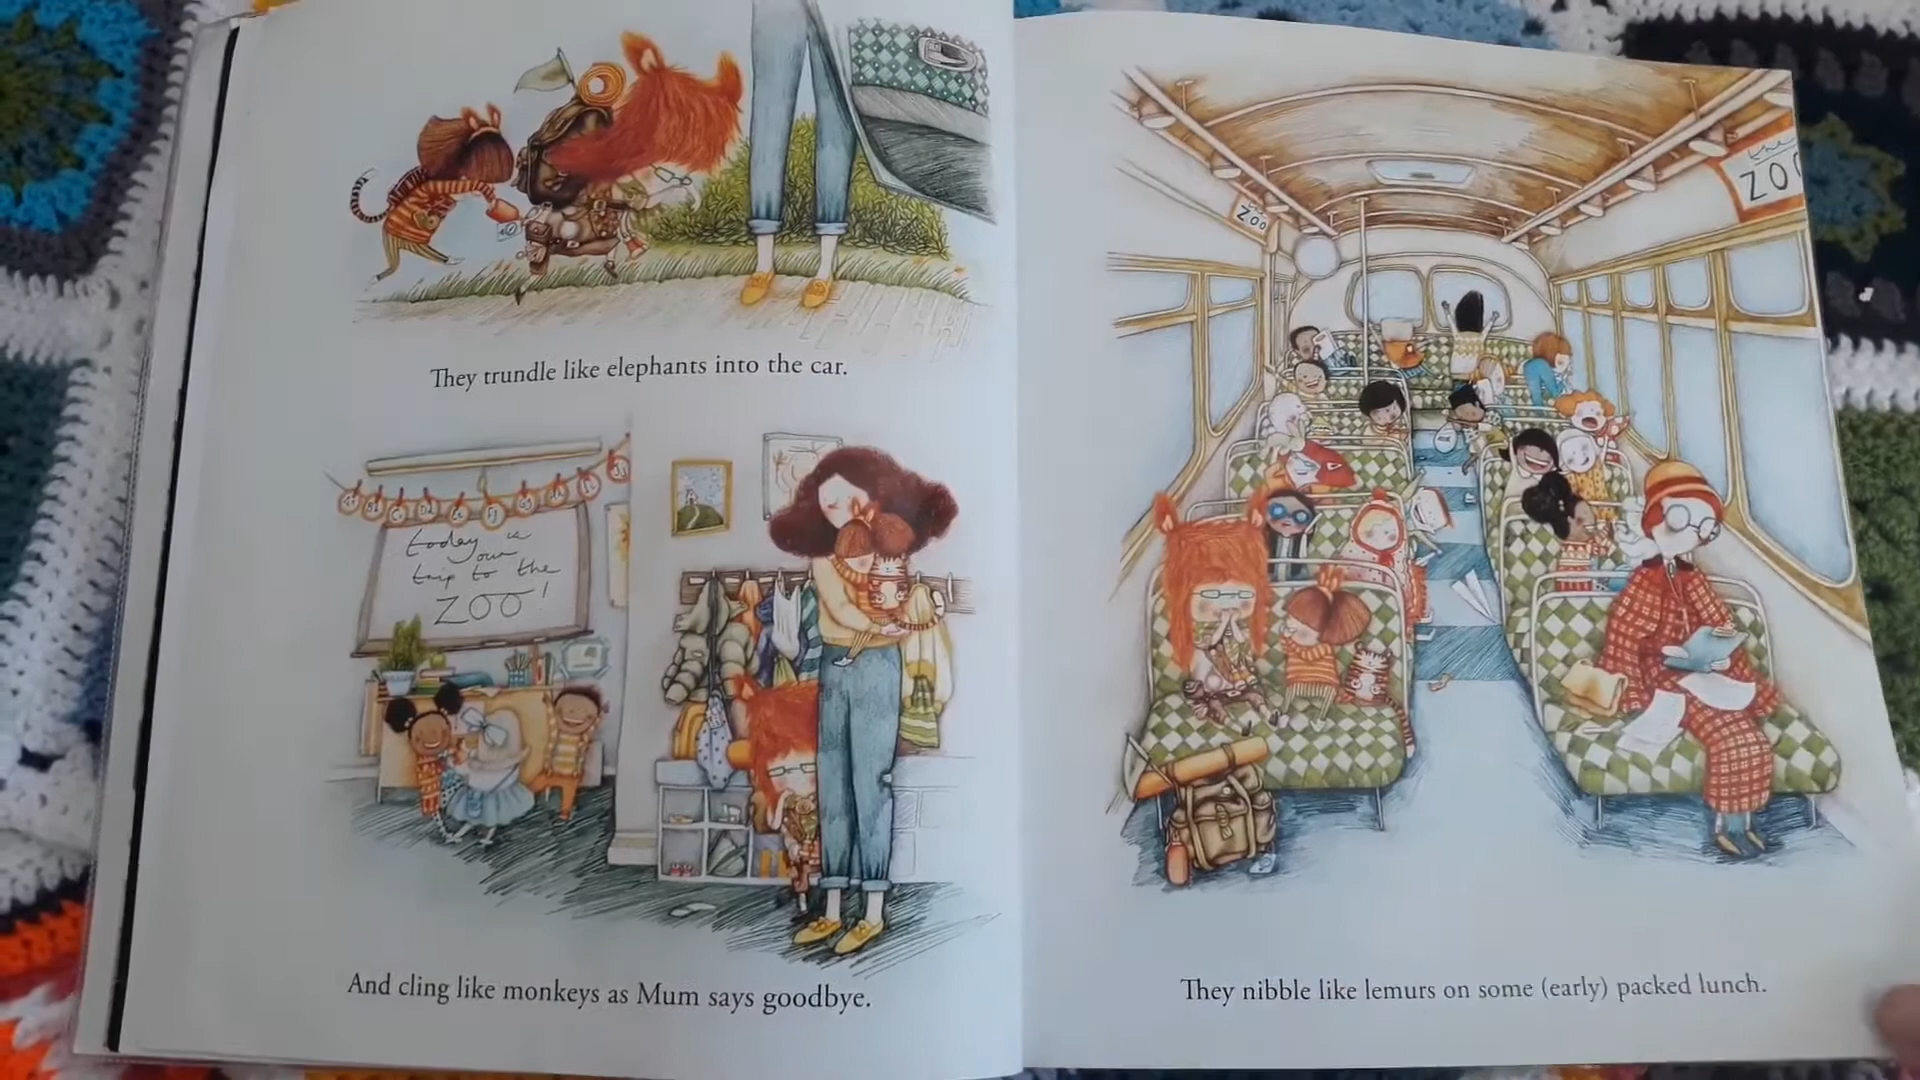 They trundle like elephants into the car.
today is
your
trip to the
ZOO!
And cling like monkeys as Mum says goodbye.
ZOO
ZOO
They nibble like lemurs on some (early) packed lunch.